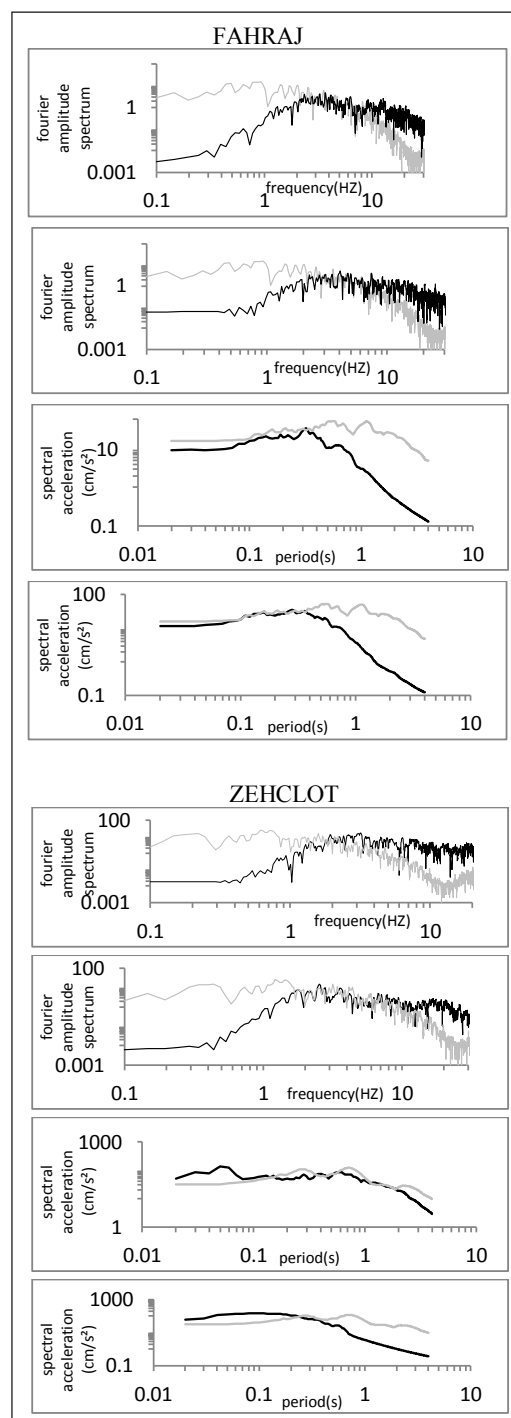 FAHRAJ
fourier
amplitude
spectrum
1
0.001
0.1
1
10
frequency(HZ)
fourier
amplitude
spectrum
1
0.001
0.1
1
10
frequency(HZ)
spectral
acceleration
(cm/s²)
10
0.1
0.01
0.1
1
10
period(s)
spectral
acceleration
(cm/s²)
100
0.1
0.01
0.1
1
10
period(s)
ZEHCLOT
fourier
amplitude
spectrum
100
0.001
0.1
1
10
frequency(HZ)
fourier
amplitude
spectrum
100
0.001
0.1
1
10
frequency(HZ)
spectral
acceleration
(cm/s²)
1000
1
0.01
0.1
1
10
period(s)
spectral
acceleration
(cm/s²)
1000
0.1
0.01
0.1
1
10
period(s)